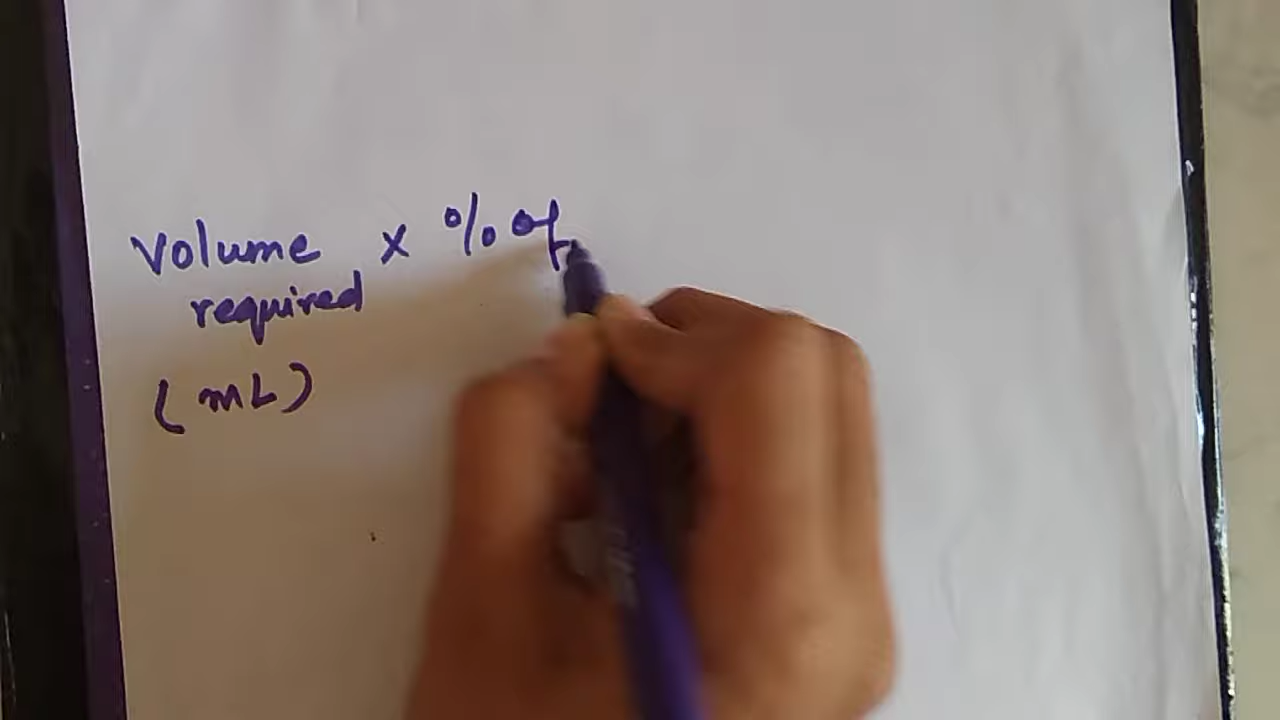 Volume x % of
required
(mL)